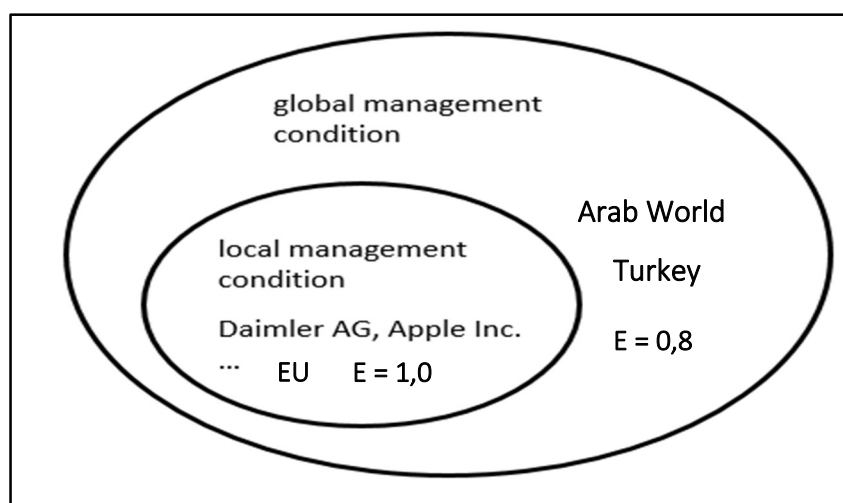 global management
condition
Arab World
local management
condition
Turkey
Daimler AG, Apple Inc.
E = 0,8
... EU E = 1,0